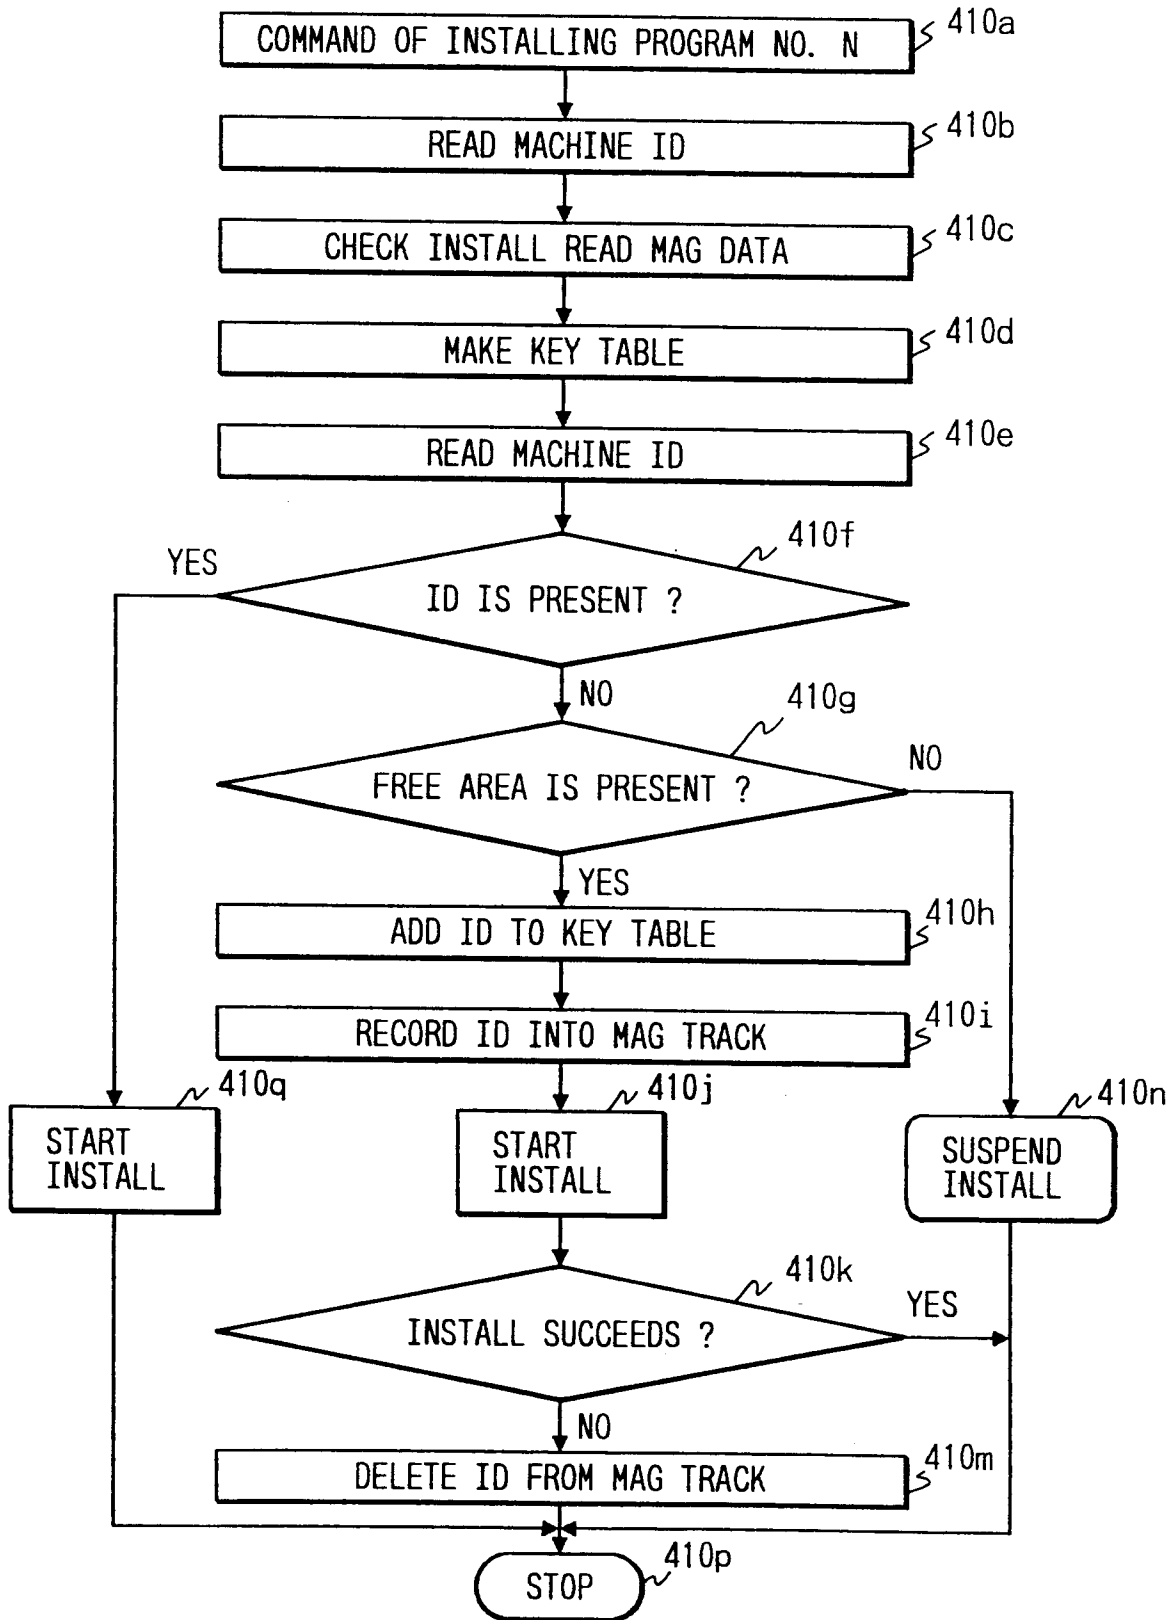 COMMAND OF INSTALLING PROGRAM NO. N
410a
READ MACHINE ID
410b
CHECK INSTALL READ MAG DATA
410c
MAKE KEY TABLE
410d
READ MACHINE ID
410e
410f
YES
ID IS PRESENT ?
NO
410g
NO
FREE AREA IS PRESENT ?
YES
410h
ADD ID TO KEY TABLE
410i
RECORD ID INTO MAG TRACK
410q
410j
410n
START
INSTALL
START
INSTALL
SUSPEND
INSTALL
410k
YES
INSTALL SUCCEEDS ?
NO
410m
DELETE ID FROM MAG TRACK
410p
STOP